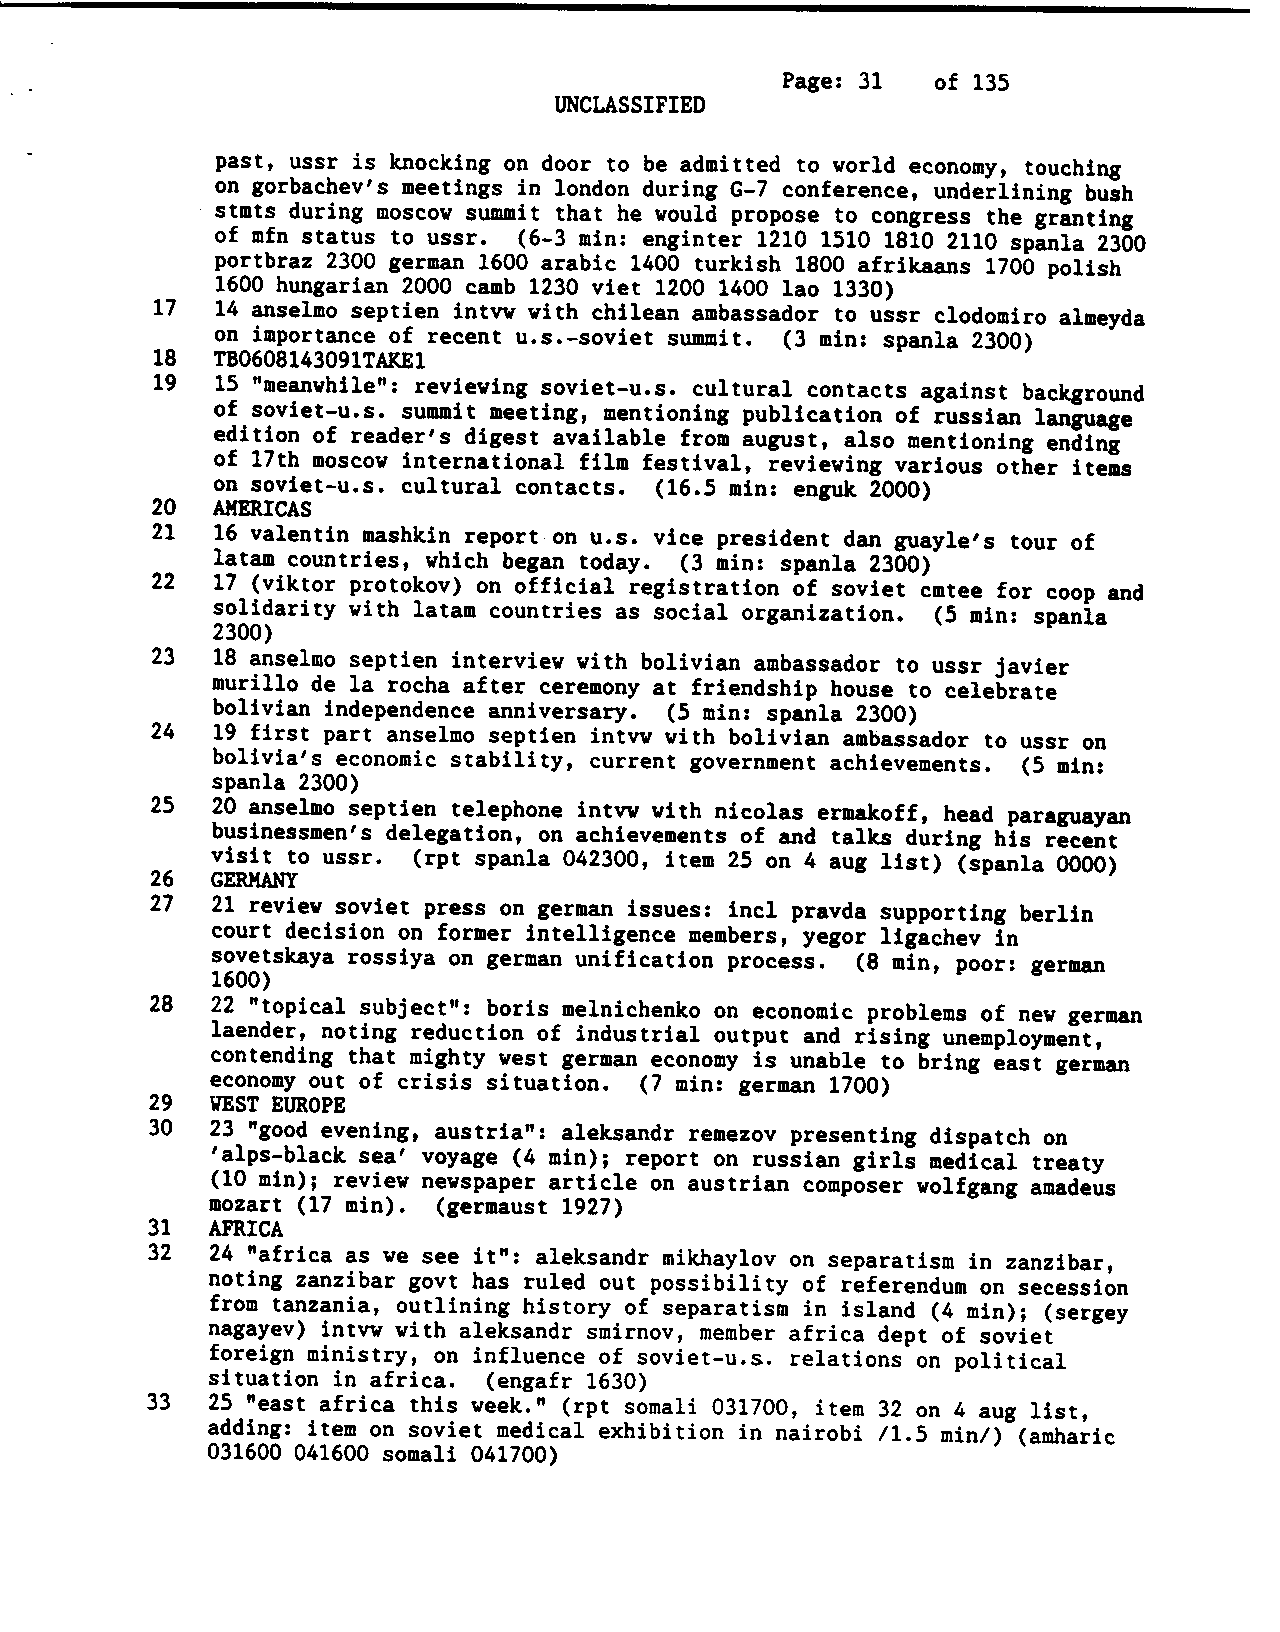 Page: 31 of 135
UNCLASSIFIED
past, ussr is knocking on door to be admitted to world economy, touching
on gorbachev's meetings in london during G-7 conference, underlining bush
stmts during moscow summit that he would propose to congress the granting
of mfn status to ussr. (6-3 min: enginter 1210 1510 1810 2110 spanla 2300
portbraz 2300 german 1600 arabic 1400 turkish 1800 afrikaans 1700 polish
1600 hungarian 2000 camb 1230 viet 1200 1400 lao 1330)
17 14 anselmo septien intvw with chilean ambassador to ussr clodomiro almeyda
on importance of recent u.s.-soviet summit. (3 min: spanla 2300)
18 TB0608143091TAKE1
19 15 "meanwhile": reviewing soviet-u.s. cultural contacts against background
of soviet-u.s. summit meeting, mentioning publication of russian language
edition of reader's digest available from august, also mentioning ending
of 17th moscow international film festival, reviewing various other items
on soviet-u.s. cultural contacts. (16.5 min: enguk 2000)
20 AMERICAS
21 16 valentin mashkin report on u.s. vice president dan guayle's tour of
latam countries, which began today. (3 min: spanla 2300)
22 17 (viktor protokov) on official registration of soviet cmtee for coop and
solidarity with latam countries as social organization. (5 min: spanla
2300)
23 18 anselmo septien interview with bolivian ambassador to ussr javier
murillo de la rocha after ceremony at friendship house to celebrate
bolivian independence anniversary. (5 min: spanla 2300)
24 19 first part anselmo septien intvw with bolivian ambassador to ussr on
bolivia's economic stability, current government achievements. (5 min:
spanla 2300)
25 20 anselmo septien telephone intvw with nicolas ermakoff, head paraguayan
businessmen's delegation, on achievements of and talks during his recent
visit to ussr. (rpt spanla 042300, item 25 on 4 aug list) (spanla 0000)
26 GERMANY
27 21 review soviet press on german issues: incl pravda supporting berlin
court decision on former intelligence members, yegor ligachev in
sovetskaya rossiya on german unification process. (8 min, poor: german
1600)
28 22 "topical subject": boris melnichenko on economic problems of new german
laender, noting reduction of industrial output and rising unemployment,
contending that mighty west german economy is unable to bring east german
economy out of crisis situation. (7 min: german 1700)
29 WEST EUROPE
30 23 "good evening, austria": aleksandr remezov presenting dispatch on
'alps-black sea' voyage (4 min); report on russian girls medical treaty
(10 min); review newspaper article on austrian composer wolfgang amadeus
mozart (17 min). (germaust 1927)
31 AFRICA
32 24 "africa as we see it": aleksandr mikhaylov on separatism in zanzibar,
noting zanzibar govt has ruled out possibility of referendum on secession
from tanzania, outlining history of separatism in island (4 min); (sergey
nagayev) intvw with aleksandr smirnov, member africa dept of soviet
foreign ministry, on influence of soviet-u.s. relations on political
situation in africa. (engafr 1630)
33 25 "east africa this week." (rpt somali 031700, item 32 on 4 aug list,
adding: item on soviet medical exhibition in nairobi /1.5 min/) (amharic
031600 041600 somali 041700)